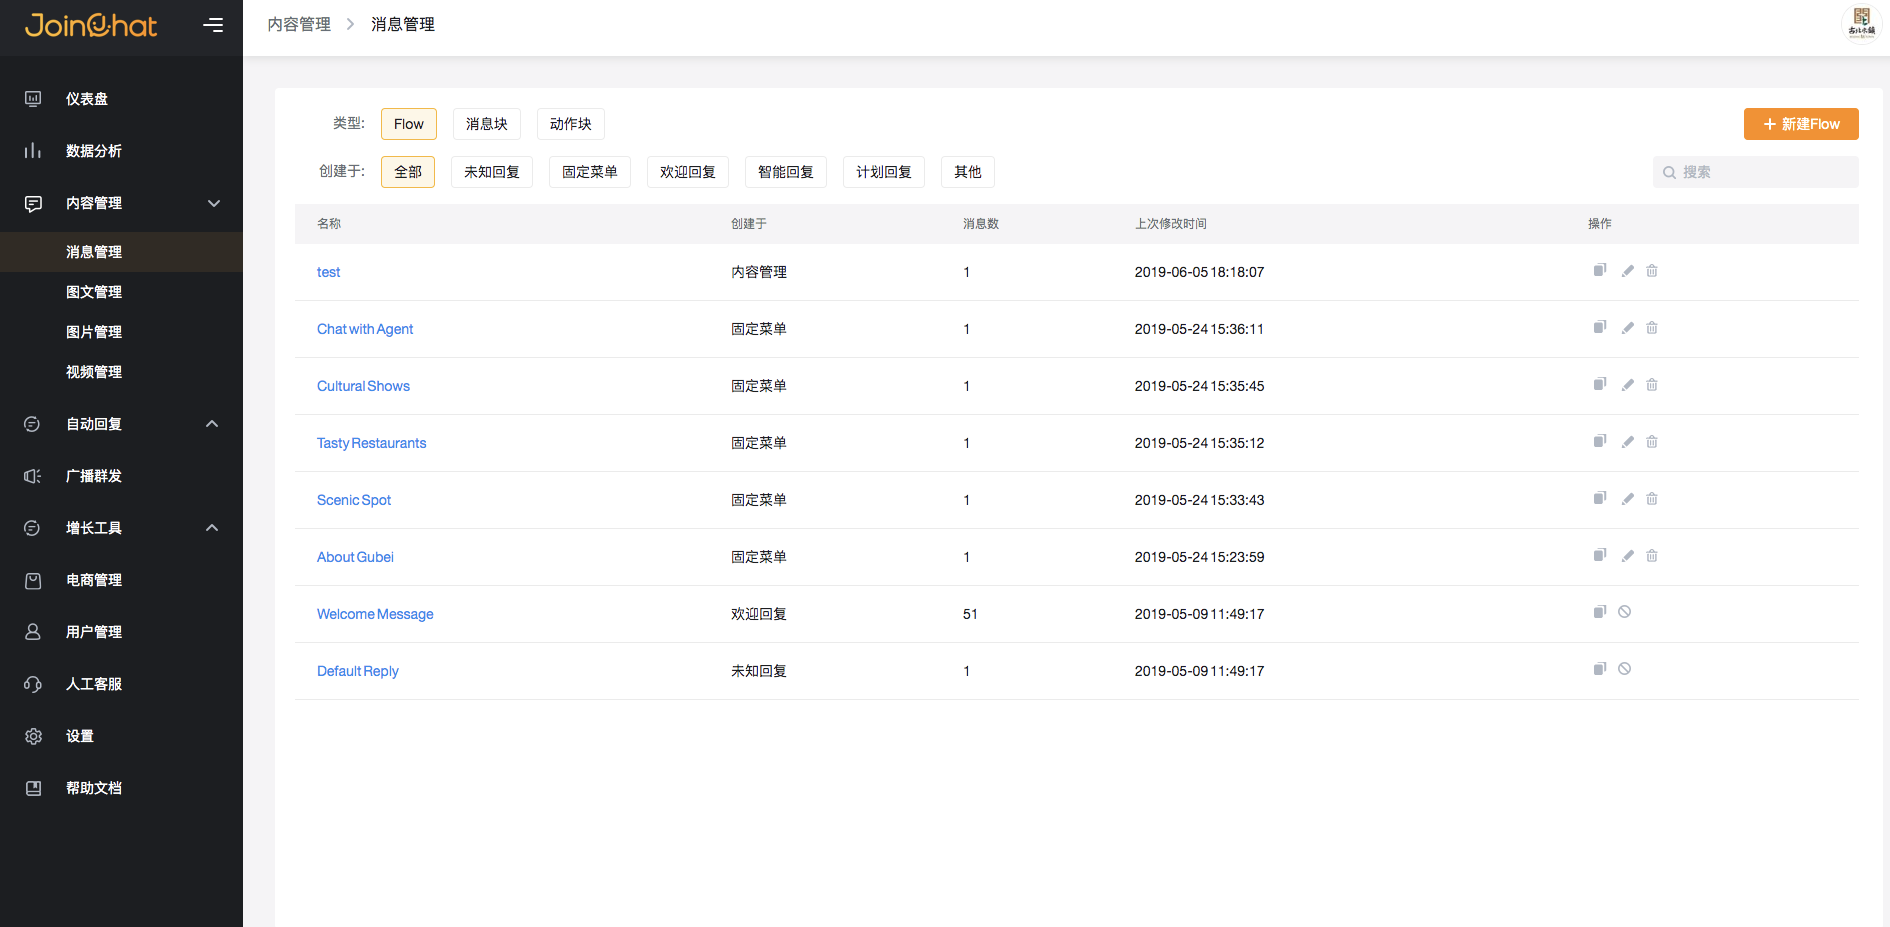 JoinChat
内容管理 > 消息管理
仪表盘
数据分析
内容管理
消息管理
图文管理
图片管理
视频管理
自动回复
广播群发
增长工具
电商管理
用户管理
人工客服
设置
帮助文档
类型: Flow 消息块 动作块
+ 新建Flow
创建于: 全部 未知回复 固定菜单 欢迎回复 智能回复 计划回复 其他
搜索
名称 创建于 消息数 上次修改时间 操作
test 内容管理 1 2019-06-05 18:18:07
Chat with Agent 固定菜单 1 2019-05-24 15:36:11
Cultural Shows 固定菜单 1 2019-05-24 15:35:45
Tasty Restaurants 固定菜单 1 2019-05-24 15:35:12
Scenic Spot 固定菜单 1 2019-05-24 15:33:43
About Gubei 固定菜单 1 2019-05-24 15:23:59
Welcome Message 欢迎回复 51 2019-05-09 11:49:17
Default Reply 未知回复 1 2019-05-09 11:49:17